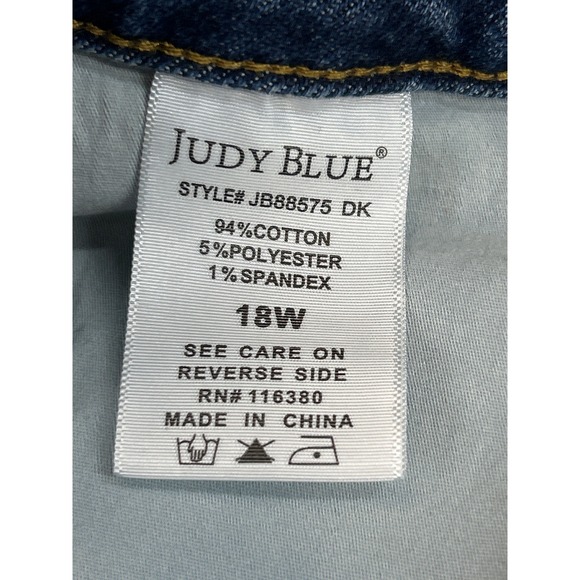 JUDY BLUE®
STYLE# JB88575 DK
94%COTTON
5%POLYESTER
1%SPANDEX
18W
SEE CARE ON
REVERSE SIDE
RN# 116380
MADE IN CHINA